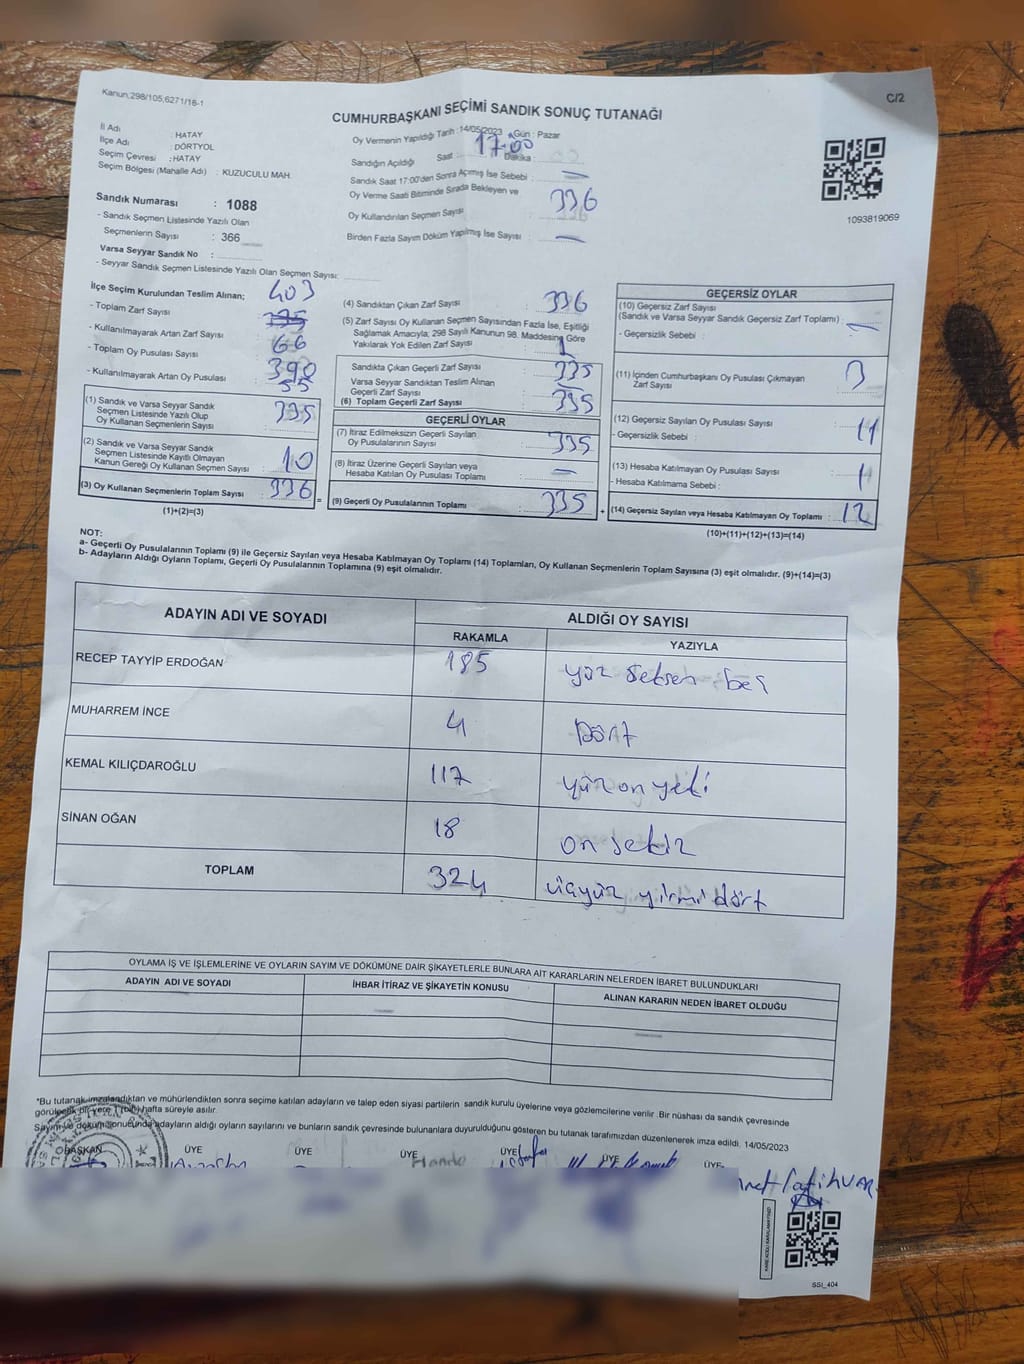 Kanun;298/105,6271/18-1
C/2
CUMHURBAŞKANI SEÇİMİ SANDIK SONUÇ TUTANAĞI
İl Adı : HATAY
İlçe Adı : DÖRTYOL
Seçim Çevresi : HATAY
Seçim Bölgesi (Mahalle Adı) : KUZUCULU MAH.
Oy Vermenin Yapıldığı Tarih : 14/05/2023 Gün : Pazar
Sandığın Açıldığı Saat : 17.00 Dakika :
Sandık Saat 17:00'den Sonra Açımış İse Sebebi : —
Oy Verme Saati Bitiminde Sırada Bekleyen ve
Oy Kullandırılan Seçmen Sayısı : 336
Birden Fazla Sayım Döküm Yapılmış İse Sayısı : —
1093819069
Sandık Numarası : 1088
- Sandık Seçmen Listesinde Yazılı Olan
Seçmenlerin Sayısı : 366
Varsa Seyyar Sandık No :
- Seyyar Sandık Seçmen Listesinde Yazılı Olan Seçmen Sayısı:
İlçe Seçim Kurulundan Teslim Alınan; 403
- Toplam Zarf Sayısı : 335
- Kullanılmayarak Artan Zarf Sayısı : 66
- Toplam Oy Pusulası Sayısı : 390
- Kullanılmayarak Artan Oy Pusulası : 55
(1) Sandık ve Varsa Seyyar Sandık
Seçmen Listesinde Yazılı Olup
Oy Kullanan Seçmenlerin Sayısı : 335
(2) Sandık ve Varsa Seyyar Sandık
Seçmen Listesinde Kayıtlı Olmayan
Kanun Gereği Oy Kullanan Seçmen Sayısı : 10
(3) Oy Kullanan Seçmenlerin Toplam Sayısı : 336
(1)+(2)=(3)
(4) Sandıktan Çıkan Zarf Sayısı : 336
(5) Zarf Sayısı Oy Kullanan Seçmen Sayısından Fazla İse, Eşitliği
Sağlamak Amacıyla; 298 Sayılı Kanunun 98. Maddesine Göre
Yakılarak Yok Edilen Zarf Sayısı : 1
Sandıkta Çıkan Geçerli Zarf Sayısı : 335
Varsa Seyyar Sandıktan Teslim Alınan
Geçerli Zarf Sayısı
(6) Toplam Geçerli Zarf Sayısı : 335
GEÇERLİ OYLAR
(7) İtiraz Edilmeksizin Geçerli Sayılan
Oy Pusulalarının Sayısı : 335
(8) İtiraz Üzerine Geçerli Sayılan veya
Hesaba Katılan Oy Pusulası Toplamı : —
=
(9) Geçerli Oy Pusulalarının Toplamı : 335
+
GEÇERSİZ OYLAR
(10) Geçersiz Zarf Sayısı
(Sandık ve Varsa Seyyar Sandık Geçersiz Zarf Toplamı) : —
- Geçersizlik Sebebi :
(11) İçinden Cumhurbaşkanı Oy Pusulası Çıkmayan
Zarf Sayısı : 3
(12) Geçersiz Sayılan Oy Pusulası Sayısı : 11
- Geçersizlik Sebebi :
(13) Hesaba Katılmayan Oy Pusulası Sayısı : 1
- Hesaba Katılmama Sebebi :
(14) Geçersiz Sayılan veya Hesaba Katılmayan Oy Toplamı : 12
(10)+(11)+(12)+(13)=(14)
NOT:
a- Geçerli Oy Pusulalarının Toplamı (9) ile Geçersiz Sayılan veya Hesaba Katılmayan Oy Toplamı (14) Toplamları, Oy Kullanan Seçmenlerin Toplam Sayısına (3) eşit olmalıdır. (9)+(14)=(3)
b- Adayların Aldığı Oyların Toplamı, Geçerli Oy Pusulalarının Toplamına (9) eşit olmalıdır.
ADAYIN ADI VE SOYADI
ALDIĞI OY SAYISI
RAKAMLA
YAZIYLA
RECEP TAYYİP ERDOĞAN 185 yüz seksen beş
MUHARREM İNCE 4 Dört
KEMAL KILIÇDAROĞLU 117 yüz on yedi
SİNAN OĞAN 18 on sekiz
TOPLAM 324 üçyüz yirmi dört
OYLAMA İŞ VE İŞLEMLERİNE VE OYLARIN SAYIM VE DÖKÜMÜNE DAİR ŞİKAYETLERLE BUNLARA AİT KARARLARIN NELERDEN İBARET BULUNDUKLARI
ADAYIN ADI VE SOYADI
İHBAR İTİRAZ VE ŞİKAYETİN KONUSU
ALINAN KARARIN NEDEN İBARET OLDUĞU
*Bu tutanak imzalandıktan ve mühürlendikten sonra seçime katılan adayların ve talep eden siyasi partilerin sandık kurulu üyelerine veya gözlemcilerine verilir. Bir nüshası da sandık çevresinde
görülecek bir yere 1 (bir) hafta süreyle asılır.
Sayım ve döküm sonucunda adayların aldığı oyların sayılarını ve bunların sandık çevresinde bulunanlara duyurulduğunu gösteren bu tutanak tarafımızdan düzenlenerek imza edildi. 14/05/2023
BAŞKAN ÜYE ÜYE ÜYE ÜYE ÜYE ÜYE
SSI_404